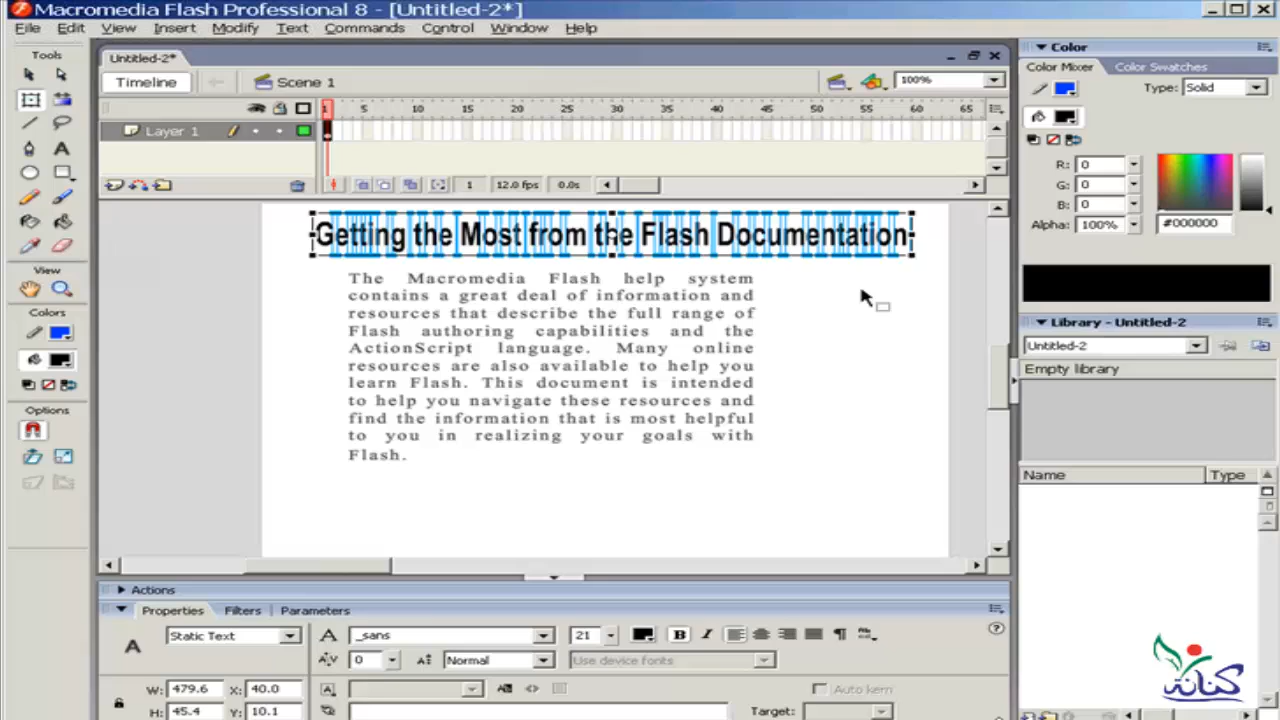 Macromedia Flash Professional 8 - [Untitled-2*]
File Edit View Insert Modify Text Commands Control Window Help
Tools
Untitled-2*
Timeline Scene 1 100%
5 10 15 20 25 30 35 40 45 50 55 60 65
Layer 1
1 12.0 fps 0.0s
View
Colors
Options
Getting the Most from the Flash Documentation
The Macromedia Flash help system
contains a great deal of information and
resources that describe the full range of
Flash authoring capabilities and the
ActionScript language. Many online
resources are also available to help you
learn Flash. This document is intended
to help you navigate these resources and
find the information that is most helpful
to you in realizing your goals with
Flash.
Color
Color Mixer Color Swatches
Type: Solid
R: 0
G: 0
B: 0
Alpha: 100% #000000
Library - Untitled-2
Untitled-2
Empty library
Name Type
Actions
Properties Filters Parameters
Static Text A _sans 21 B I
A
A/V 0 Normal Use device fonts
W: 479.6 X: 40.0 Auto kern
H: 45.4 Y: 10.1 Target:
كنانة